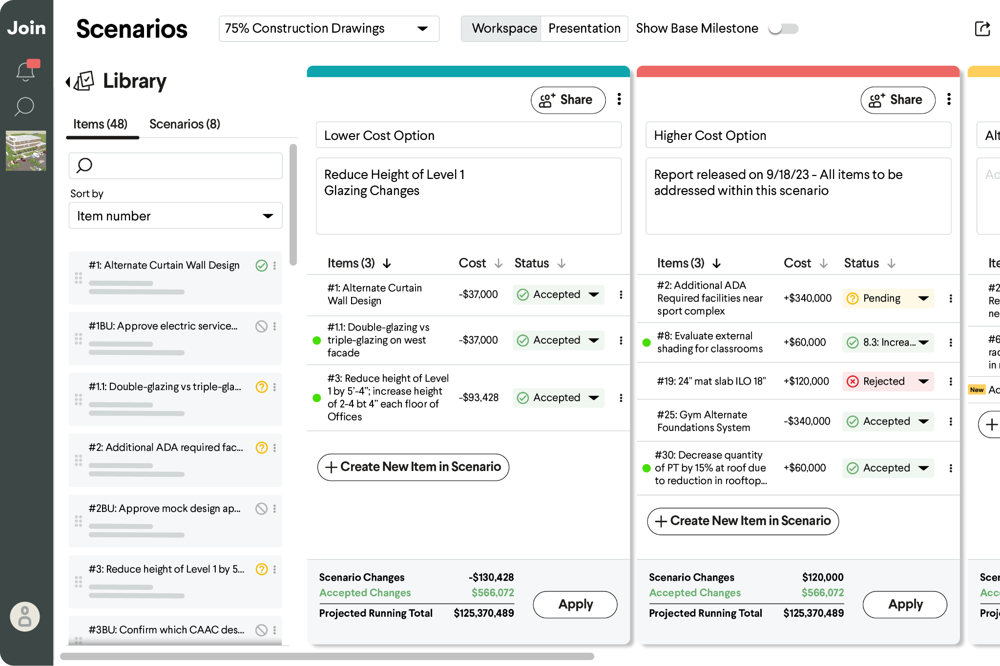 Join
Scenarios
75% Construction Drawings
Workspace
Presentation
Show Base Milestone
Library
Items (48)
Scenarios (8)
Sort by
Item number
#1: Alternate Curtain Wall Design
#1BU: Approve electric service...
#1.1: Double-glazing vs triple-gla...
#2: Additional ADA required fac...
#2BU: Approve mock design ap...
#3: Reduce height of Level 1 by 5...
#3BU: Confirm which CAAC des...
Share
Lower Cost Option
Reduce Height of Level 1
Glazing Changes
Items (3)
Cost
Status
#1: Alternate Curtain
Wall Design
-$37,000
Accepted
#1.1: Double-glazing vs
triple-glazing on west
facade
-$37,000
Accepted
#3: Reduce height of Level
1 by 5’-4”; increase height
of 2-4 bt 4” each floor of
Offices
-$93,428
Accepted
Create New Item in Scenario
Scenario Changes -$130,428
Accepted Changes $566,072
Projected Running Total $125,370,489
Apply
Share
Higher Cost Option
Report released on 9/18/23 - All items to be
addressed within this scenario
Items (3)
Cost
Status
#2: Additional ADA
Required facilities near
sport complex
+$340,000
Pending
#8: Evaluate external
shading for classrooms
+$60,000
8.3: Increa...
#19: 24" mat slab ILO 18"
+$120,000
Rejected
#25: Gym Alternate
Foundations System
-$340,000
Accepted
#30: Decrease quantity
of PT by 15% at roof due
to reduction in rooftop...
+$60,000
Accepted
Create New Item in Scenario
Scenario Changes $120,000
Accepted Changes $566,072
Projected Running Total $125,370,489
Apply
New
in